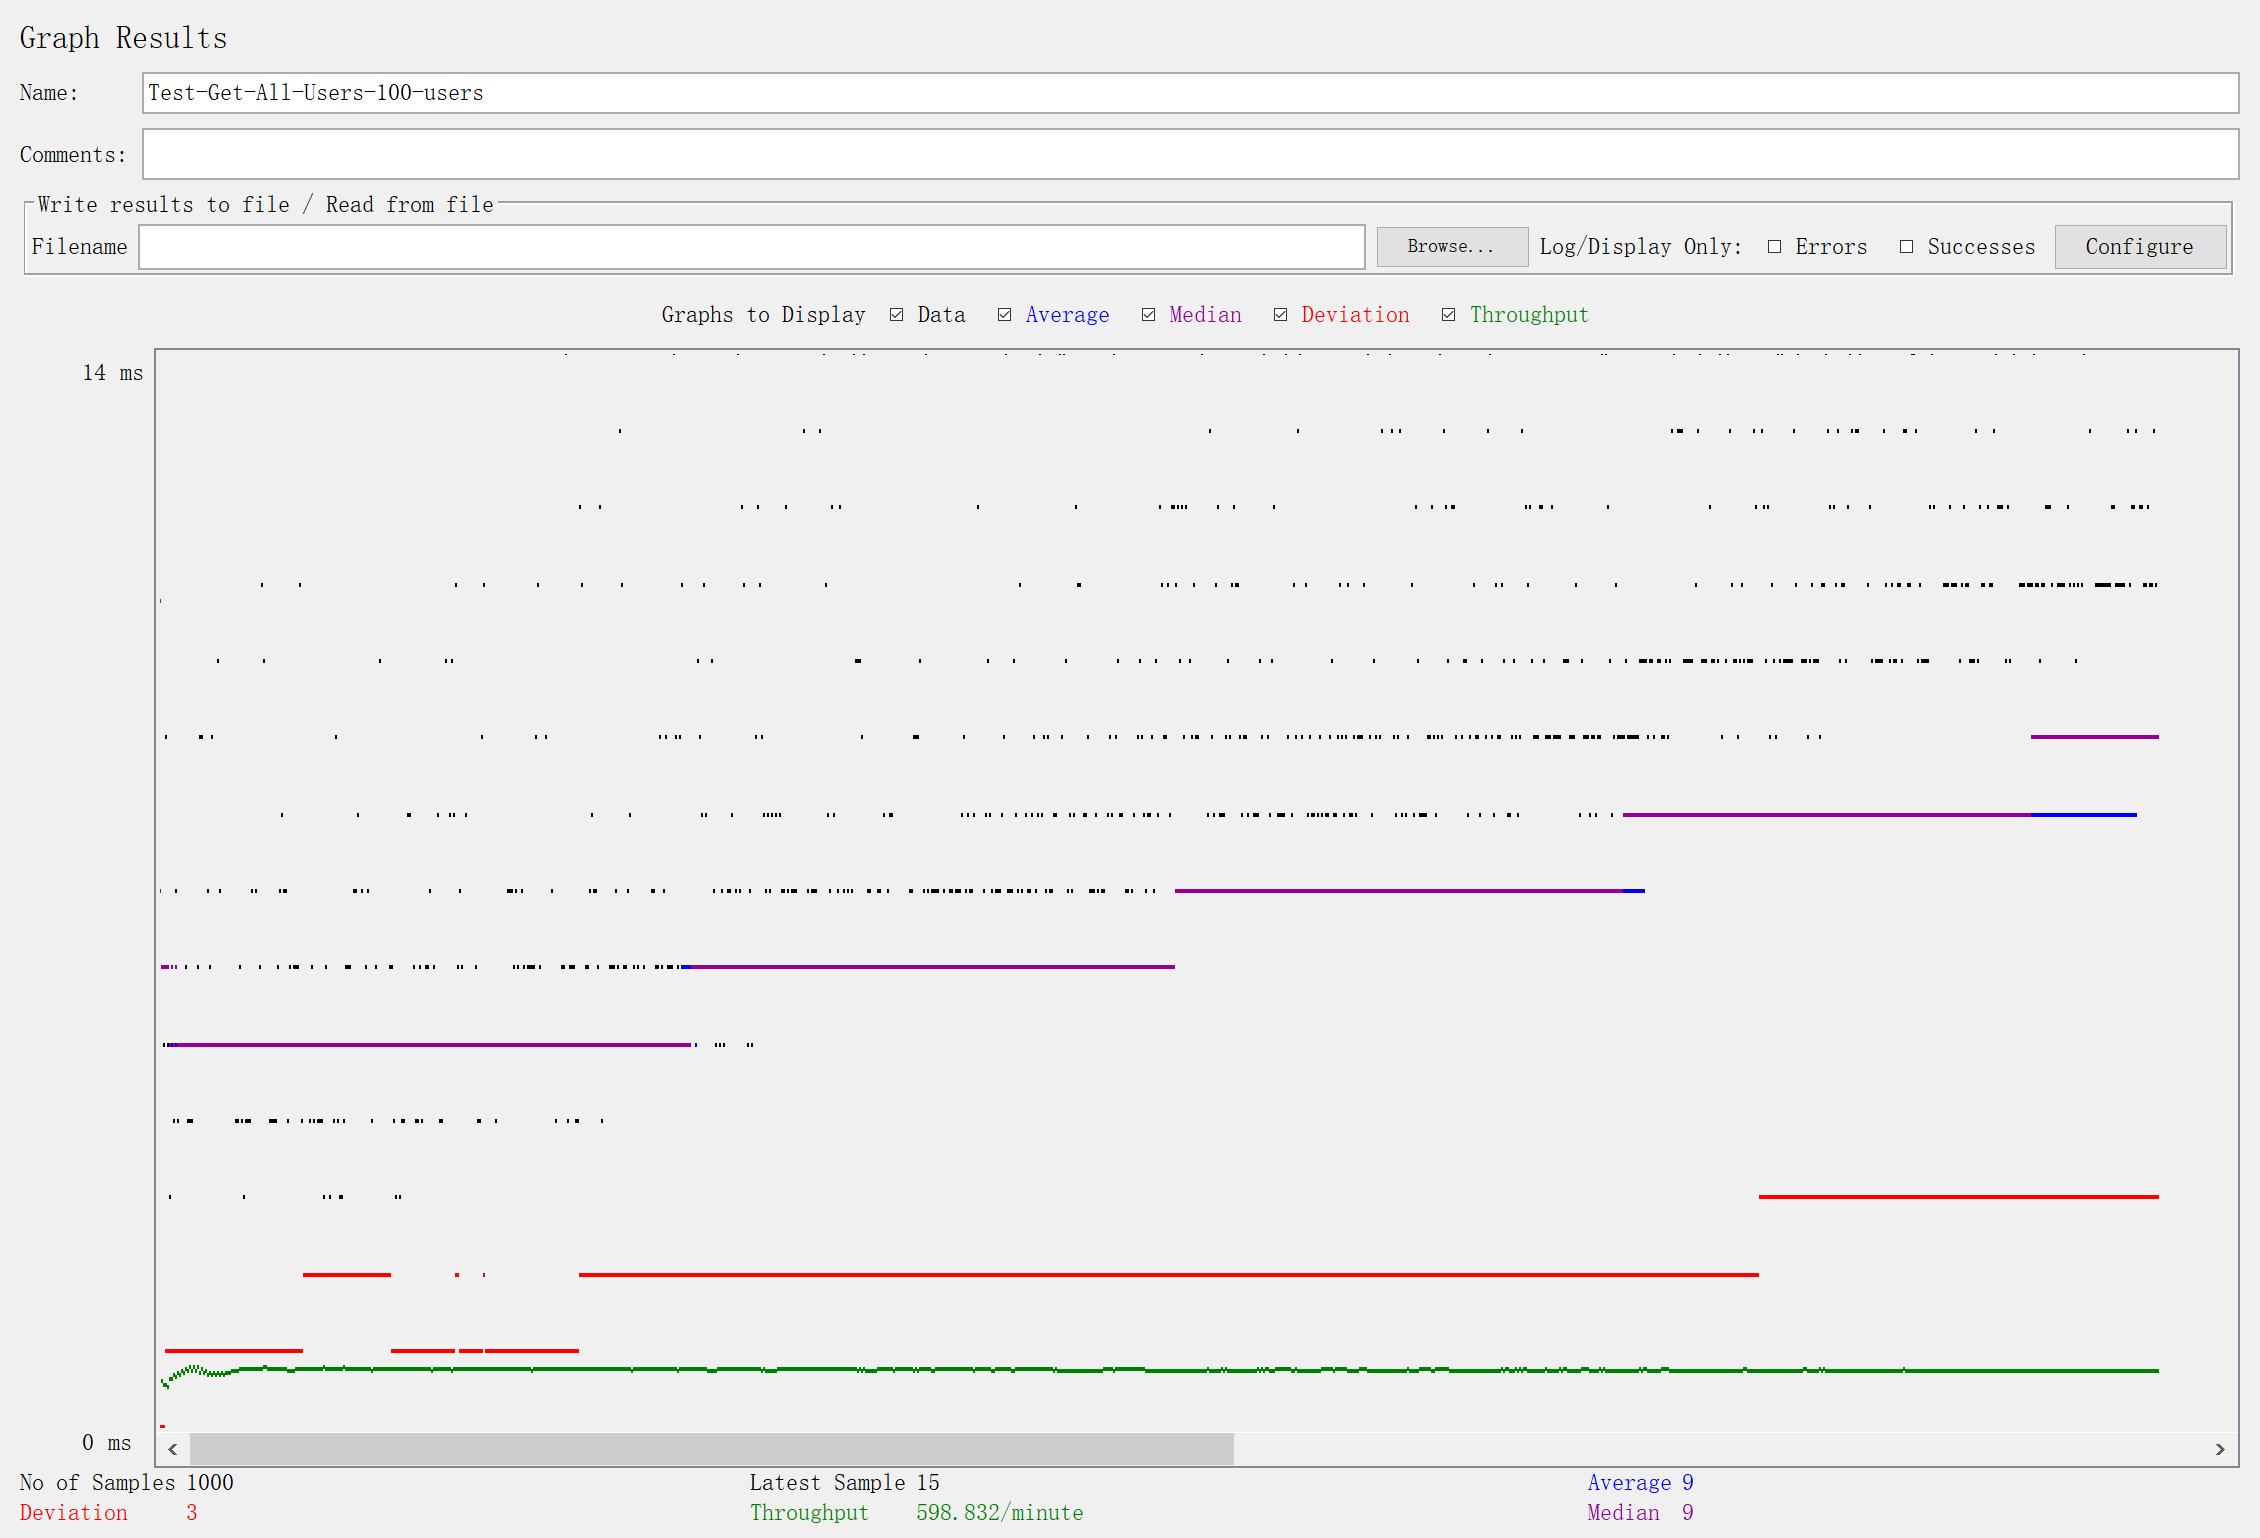 Graph Results
Name: Test-Get-All-Users-100-users
Comments:
Write results to file / Read from file
Filename Browse... Log/Display Only: Errors Successes Configure
Graphs to Display Data Average Median Deviation Throughput
14 ms
0 ms
No of Samples 1000 Latest Sample 15 Average 9
Deviation 3 Throughput 598.832/minute Median 9